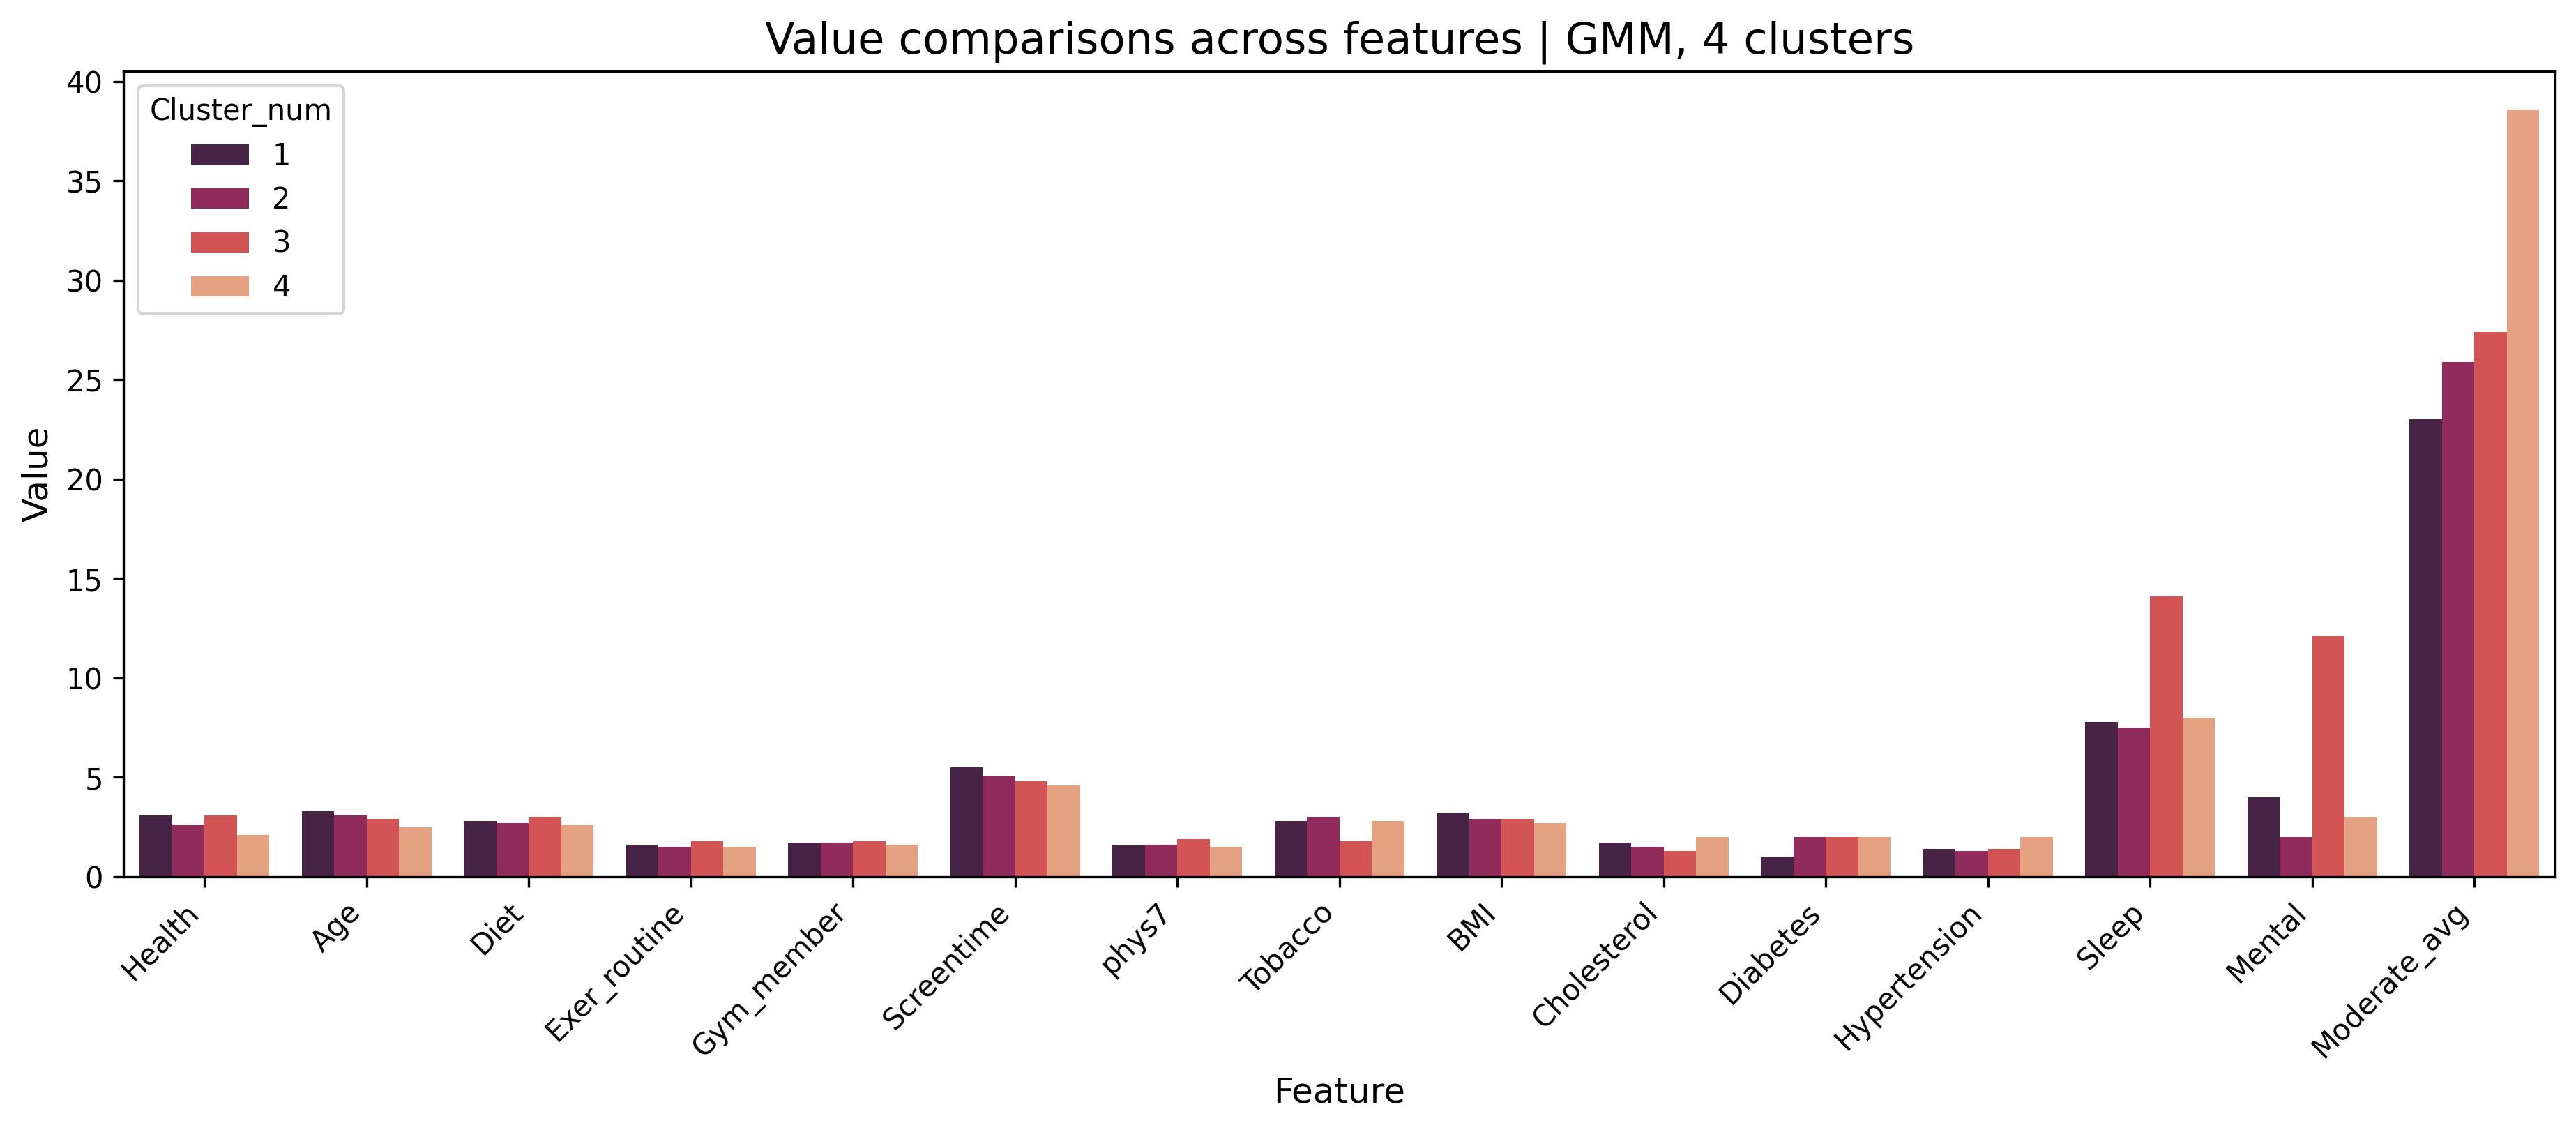 Value comparisons across features | GMM, 4 clusters
Cluster_num
1
2
3
4
Value
40
35
30
25
20
15
10
5
0
Health
Age
Diet
Exer_routine
Gym_member
Screentime
phys7
Tobacco
BMI
Cholesterol
Diabetes
Hypertension
Sleep
Mental
Moderate_avg
Feature